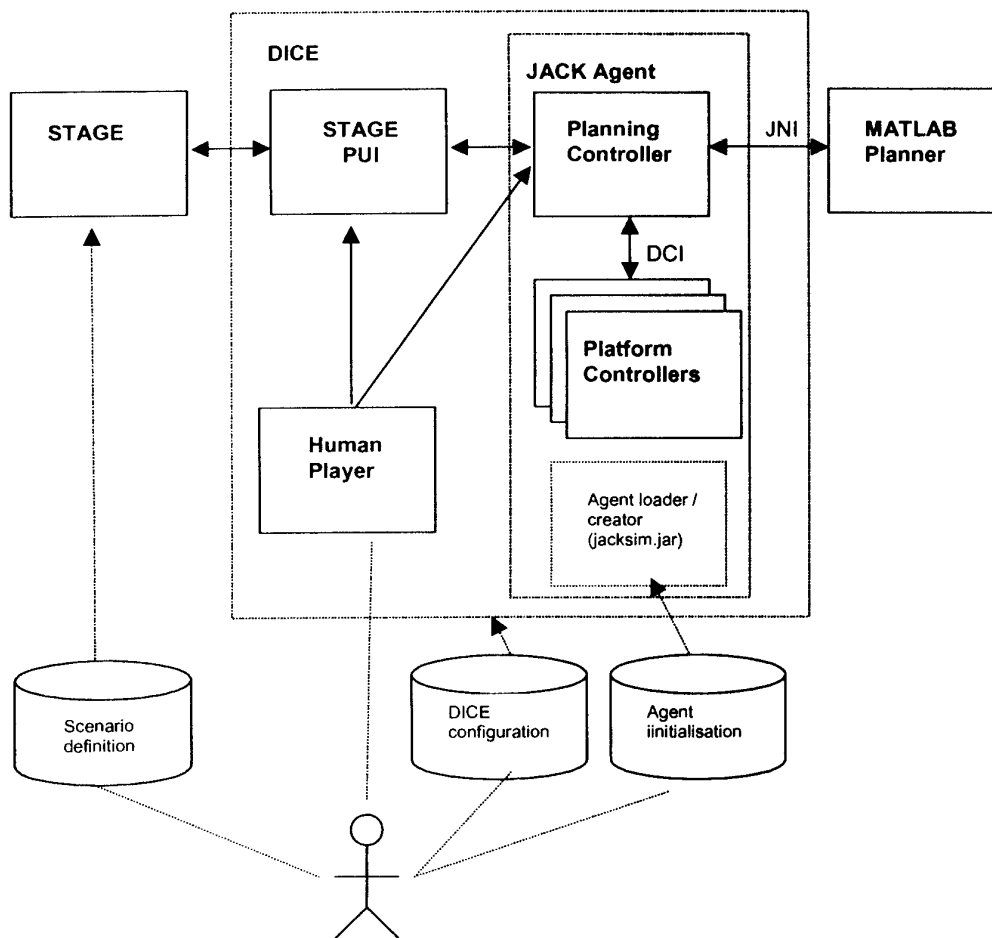 DICE
JACK Agent
STAGE
STAGE
PUI
Planning
Controller
JNI
MATLAB
Planner
DCI
Platform
Controllers
Human
Player
Agent loader /
creator
(jacksim.jar)
Scenario
definition
DICE
configuration
Agent
iinitialisation